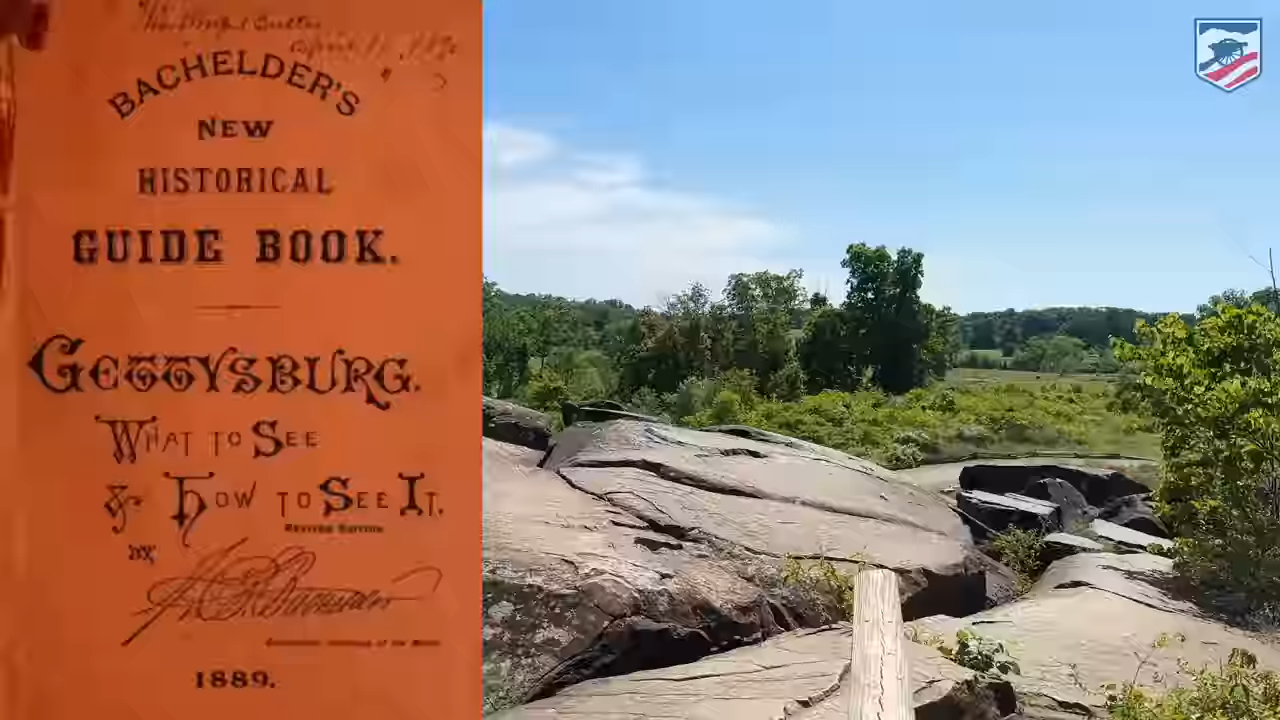 BACHELDER'S
NEW
HISTORICAL
GUIDE BOOK.
GETTYSBURG.
WHAT TO SEE
& HOW TO SEE IT.
REVISED EDITION
BY
1889.